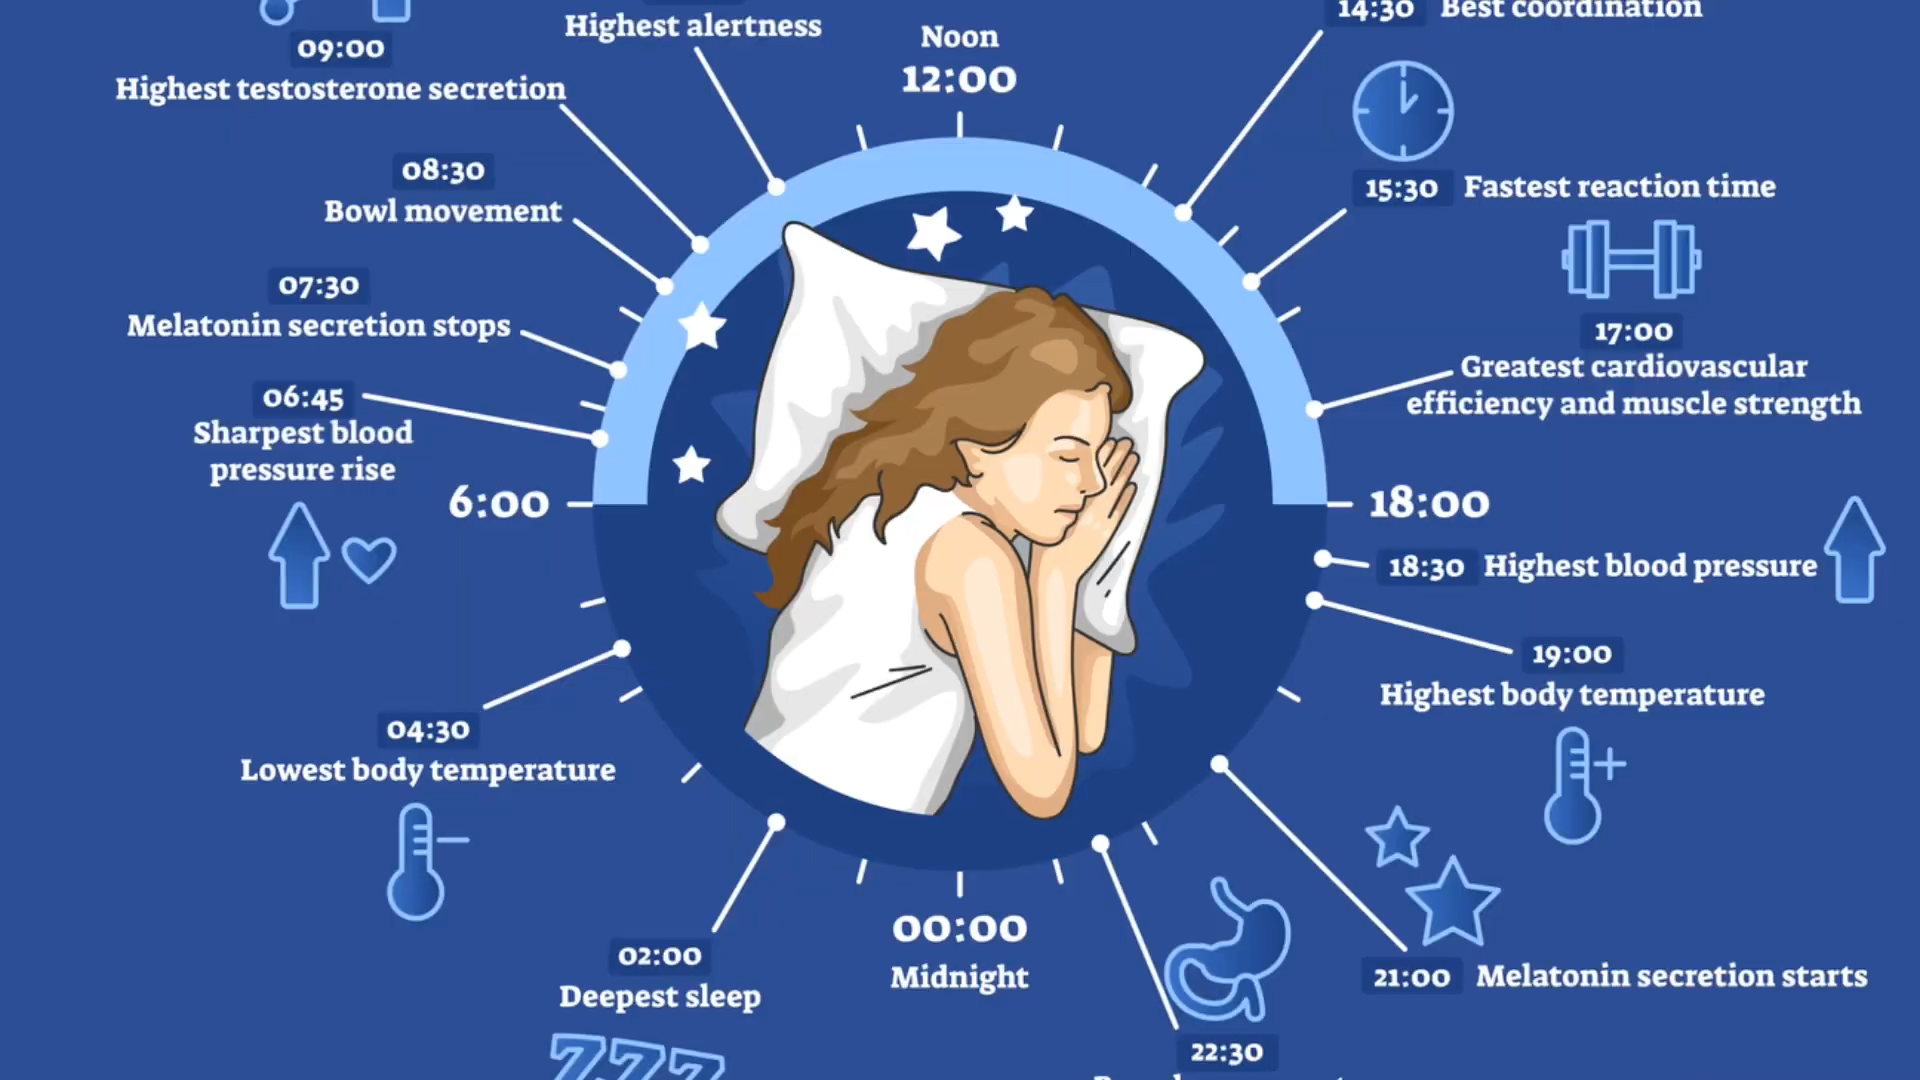 Highest alertness
Noon
12:00
14:30 Best coordination
09:00
Highest testosterone secretion
08:30
Bowl movement
15:30 Fastest reaction time
07:30
Melatonin secretion stops
17:00
Greatest cardiovascular
efficiency and muscle strength
06:45
Sharpest blood
pressure rise
6:00
18:00
18:30 Highest blood pressure
19:00
Highest body temperature
04:30
Lowest body temperature
02:00
Deepest sleep
00:00
Midnight
21:00 Melatonin secretion starts
ZZZ
22:30